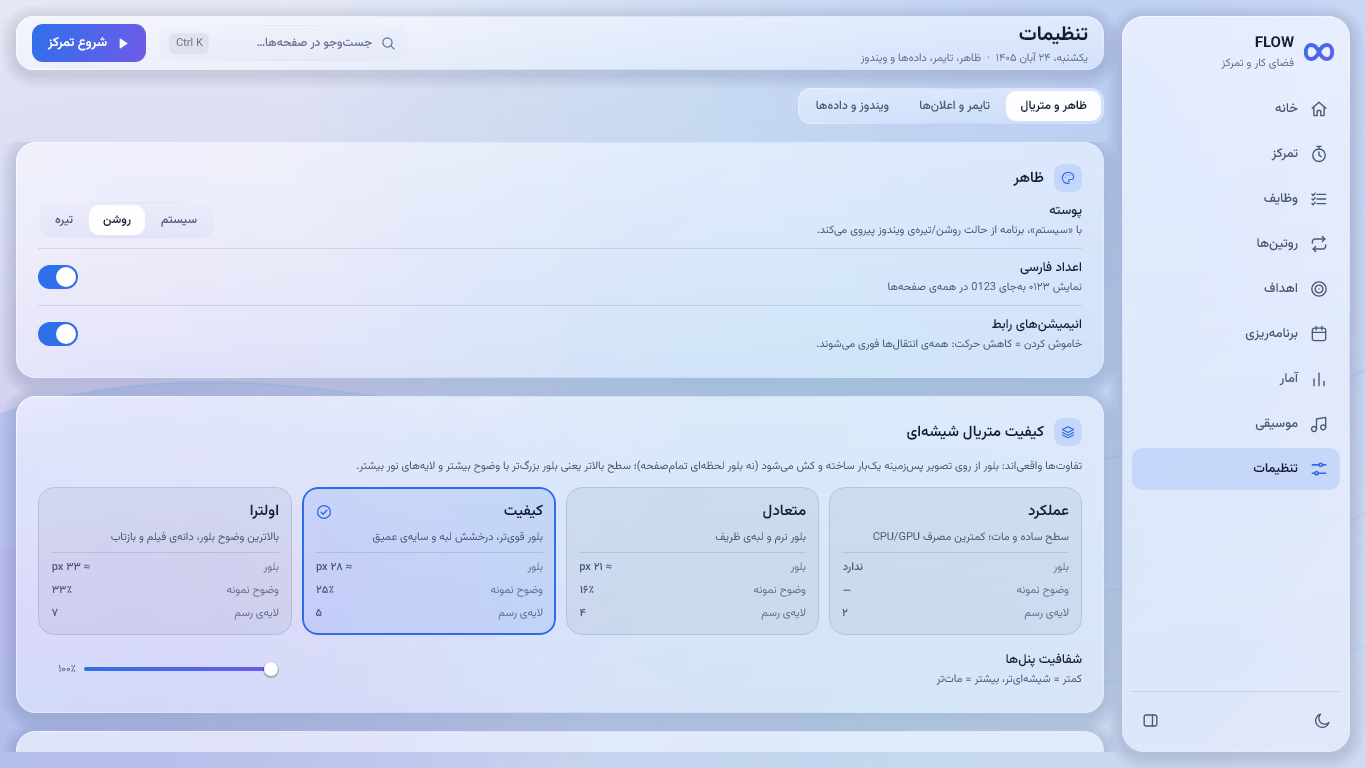 FLOW
فضای کار و تمرکز
خانه
تمرکز
وظایف
روتین‌ها
اهداف
برنامه‌ریزی
آمار
موسیقی
تنظیمات
تنظیمات
یکشنبه، ۲۴ آبان ۱۴۰۵ · ظاهر، تایمر، داده‌ها و ویندوز
جست‌وجو در صفحه‌ها… Ctrl K
شروع تمرکز
ظاهر و متریال تایمر و اعلان‌ها ویندوز و داده‌ها
ظاهر
پوسته
با «سیستم»، برنامه از حالت روشن/تیره‌ی ویندوز پیروی می‌کند.
سیستم روشن تیره
اعداد فارسی
نمایش ۰۱۲۳ به‌جای 0123 در همه‌ی صفحه‌ها
انیمیشن‌های رابط
خاموش کردن = کاهش حرکت: همه‌ی انتقال‌ها فوری می‌شوند.
کیفیت متریال شیشه‌ای
تفاوت‌ها واقعی‌اند: بلور از روی تصویر پس‌زمینه یک‌بار ساخته و کش می‌شود (نه بلور لحظه‌ای تمام‌صفحه)؛ سطح بالاتر یعنی بلور بزرگ‌تر با وضوح بیشتر و لایه‌های نور بیشتر.
عملکرد
سطح ساده و مات؛ کمترین مصرف CPU/GPU
بلور ندارد
وضوح نمونه —
لایه‌ی رسم ۲
متعادل
بلور نرم و لبه‌ی ظریف
بلور ≈ ۲۱ px
وضوح نمونه ۱۶٪
لایه‌ی رسم ۴
کیفیت
بلور قوی‌تر، درخشش لبه و سایه‌ی عمیق
بلور ≈ ۲۸ px
وضوح نمونه ۲۵٪
لایه‌ی رسم ۵
اولترا
بالاترین وضوح بلور، دانه‌ی فیلم و بازتاب
بلور ≈ ۳۳ px
وضوح نمونه ۳۳٪
لایه‌ی رسم ۷
شفافیت پنل‌ها
کمتر = شیشه‌ای‌تر، بیشتر = مات‌تر
۱۰۰٪